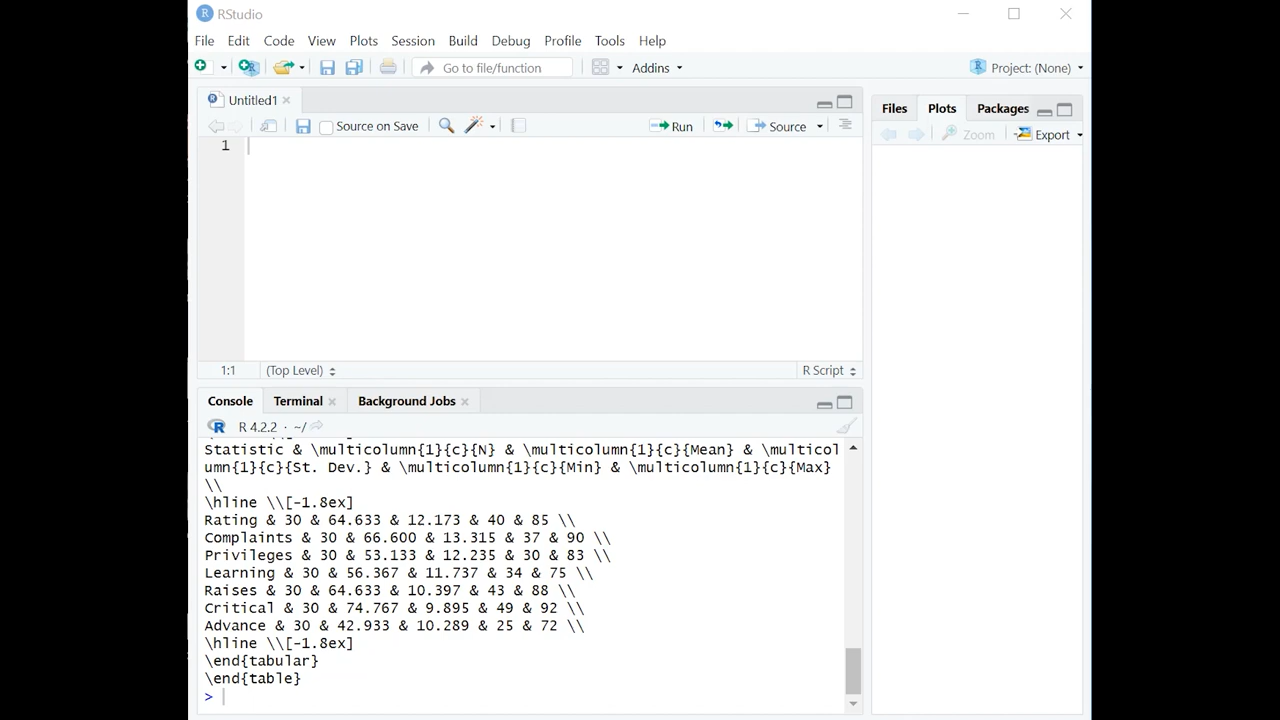 RStudio
File Edit Code View Plots Session Build Debug Profile Tools Help
Go to file/function Addins Project: (None)
Untitled1
Source on Save Run Source
1
1:1 (Top Level) R Script
Files Plots Packages
Zoom Export
Console Terminal Background Jobs
R 4.2.2 · ~/
Statistic & \multicolumn{1}{c}{N} & \multicolumn{1}{c}{Mean} & \multicol
umn{1}{c}{St. Dev.} & \multicolumn{1}{c}{Min} & \multicolumn{1}{c}{Max}
\\
\hline \\[-1.8ex]
Rating & 30 & 64.633 & 12.173 & 40 & 85 \\
Complaints & 30 & 66.600 & 13.315 & 37 & 90 \\
Privileges & 30 & 53.133 & 12.235 & 30 & 83 \\
Learning & 30 & 56.367 & 11.737 & 34 & 75 \\
Raises & 30 & 64.633 & 10.397 & 43 & 88 \\
Critical & 30 & 74.767 & 9.895 & 49 & 92 \\
Advance & 30 & 42.933 & 10.289 & 25 & 72 \\
\hline \\[-1.8ex]
\end{tabular}
\end{table}
>